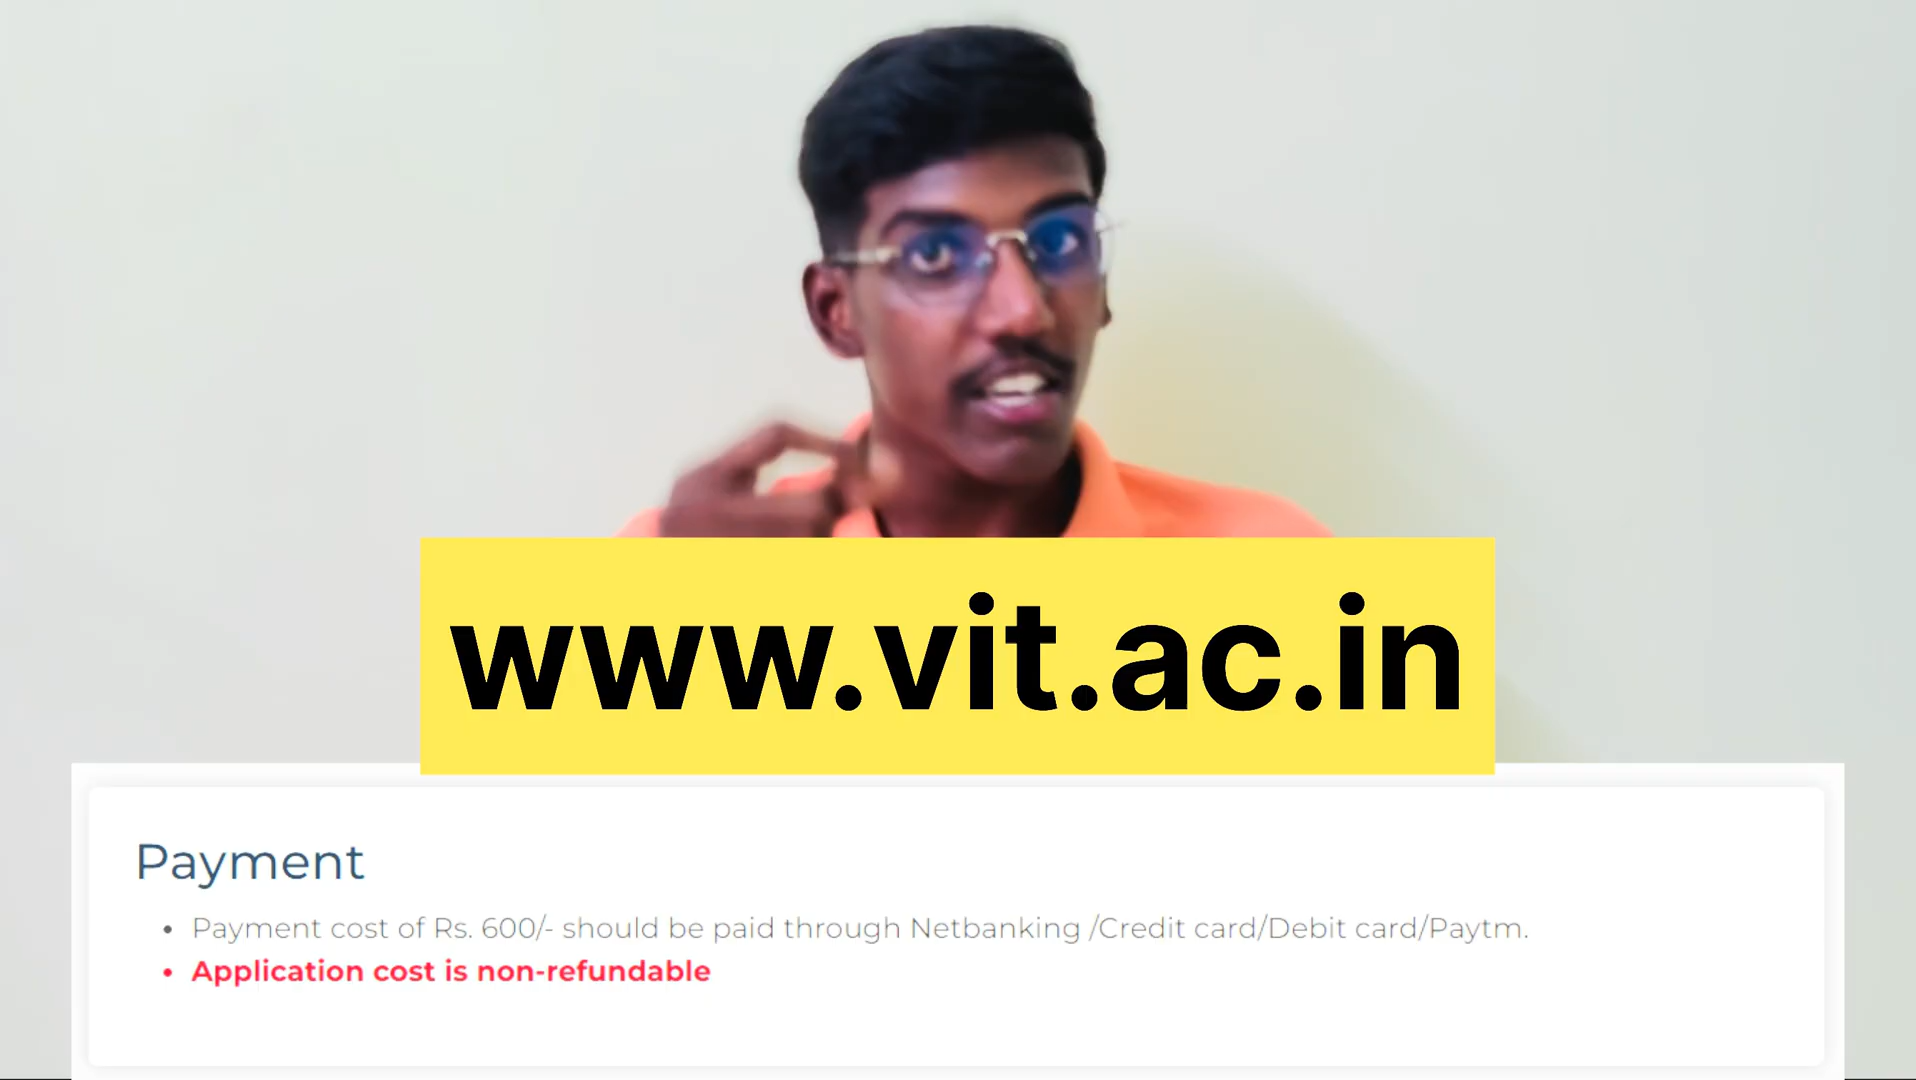 www.vit.ac.in
Payment
• Payment cost of Rs. 600/- should be paid through Netbanking /Credit card/Debit card/Paytm.
• Application cost is non-refundable